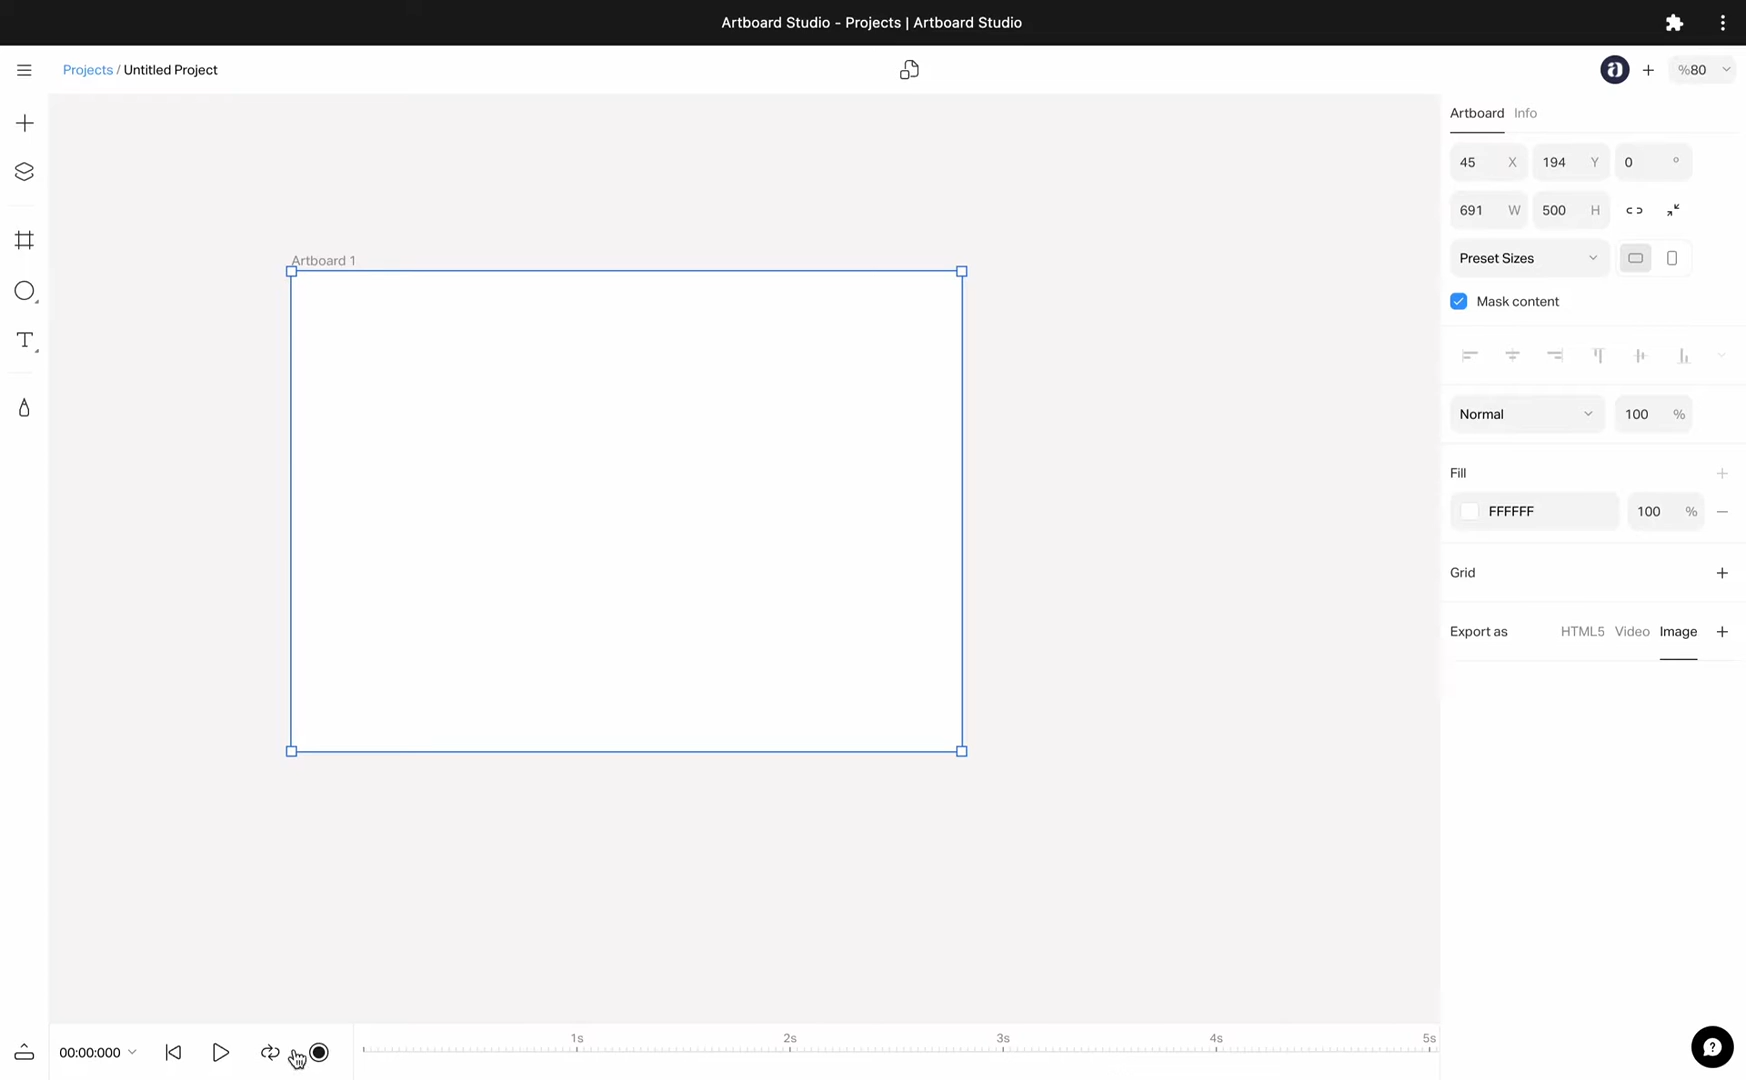 Artboard Studio - Projects | Artboard Studio
Projects / Untitled Project
a
%80
Artboard Info
45 X 194 Y 0 °
691 W 500 H
Preset Sizes
Mask content
Normal 100 %
Fill
FFFFFF 100 %
Grid
Export as HTML5 Video Image
Artboard 1
T
00:00:000
1s 2s 3s 4s 5s
?